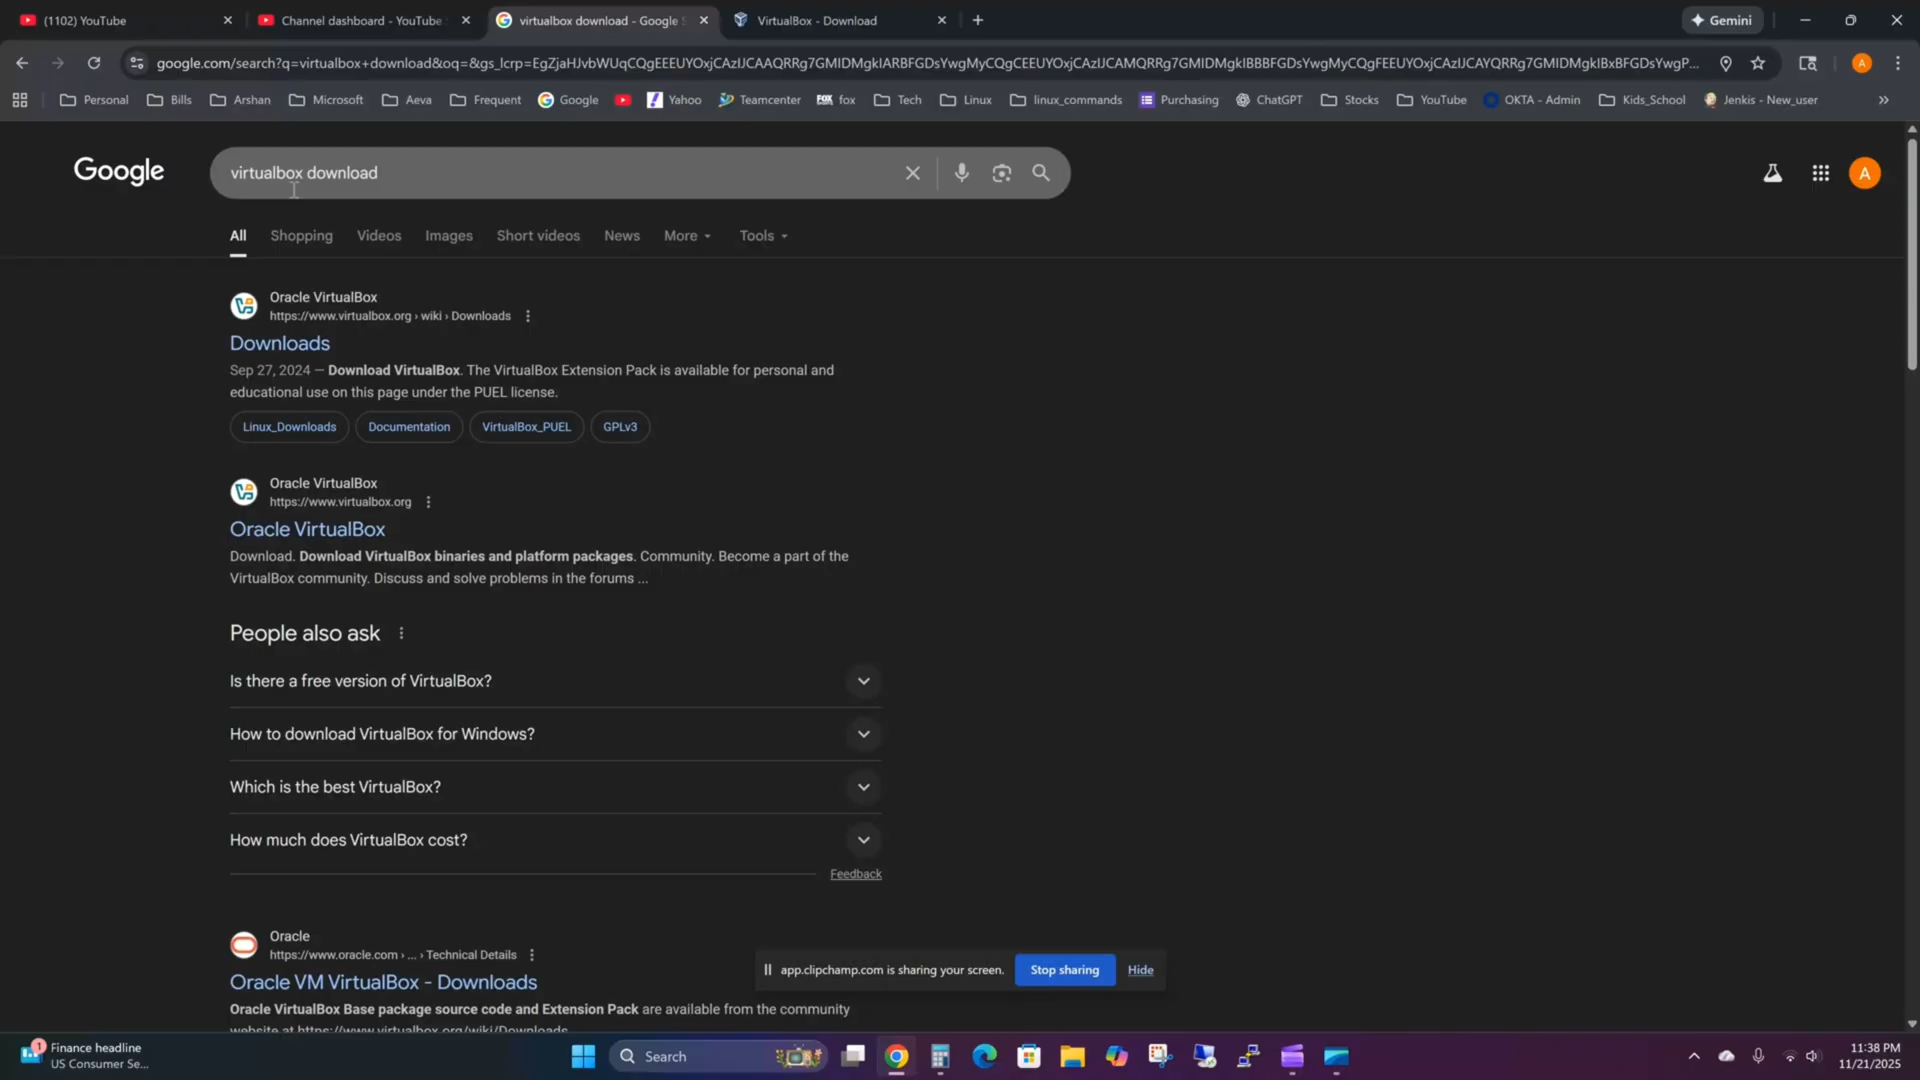 (1102) YouTube
Channel dashboard - YouTube
virtualbox download - Google S
VirtualBox - Download
Gemini
google.com/search?q=virtualbox+download&oq=&gs_lcrp=
Personal
Bills
Arshan
Microsoft
Aeva
Frequent
Google
Yahoo
Teamcenter
FOX fox
Tech
Linux
linux_commands
Purchasing
ChatGPT
Stocks
YouTube
OKTA - Admin
Kids_School
Jenkis - New_user
Google
virtualbox download
A
All
Shopping
Videos
Images
Short videos
News
More
Tools
Oracle VirtualBox
https://www.virtualbox.org › wiki › Downloads
Downloads
Sep 27, 2024 — Download VirtualBox. The VirtualBox Extension Pack is available for personal and
educational use on this page under the PUEL license.
Linux_Downloads
Documentation
VirtualBox_PUEL
GPLv3
Oracle VirtualBox
https://www.virtualbox.org
Oracle VirtualBox
Download. Download VirtualBox binaries and platform packages. Community. Become a part of the
VirtualBox community. Discuss and solve problems in the forums ...
People also ask
Is there a free version of VirtualBox?
How to download VirtualBox for Windows?
Which is the best VirtualBox?
How much does VirtualBox cost?
Feedback
Oracle
https://www.oracle.com › ... › Technical Details
Oracle VM VirtualBox - Downloads
Oracle VirtualBox Base package source code and Extension Pack are available from the community
website at https://www.virtualbox.org/wiki/Downloads
app.clipchamp.com is sharing your screen.
Stop sharing
Hide
1
Finance headline
US Consumer Se...
Search
11:38 PM
11/21/2025